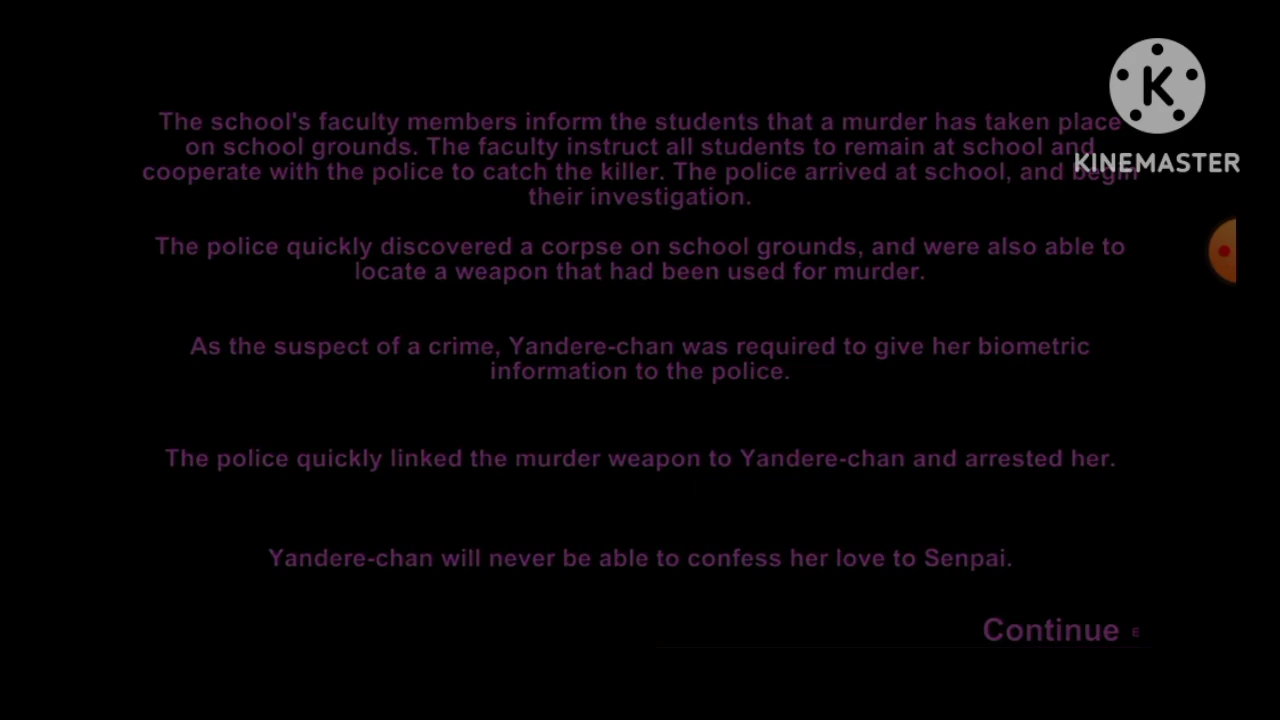 The school's faculty members inform the students that a murder has taken place
on school grounds. The faculty instruct all students to remain at school and
cooperate with the police to catch the killer. The police arrived at school, and begin
their investigation.
The police quickly discovered a corpse on school grounds, and were also able to
locate a weapon that had been used for murder.
As the suspect of a crime, Yandere-chan was required to give her biometric
information to the police.
The police quickly linked the murder weapon to Yandere-chan and arrested her.
Yandere-chan will never be able to confess her love to Senpai.
Continue E
K
KINEMASTER